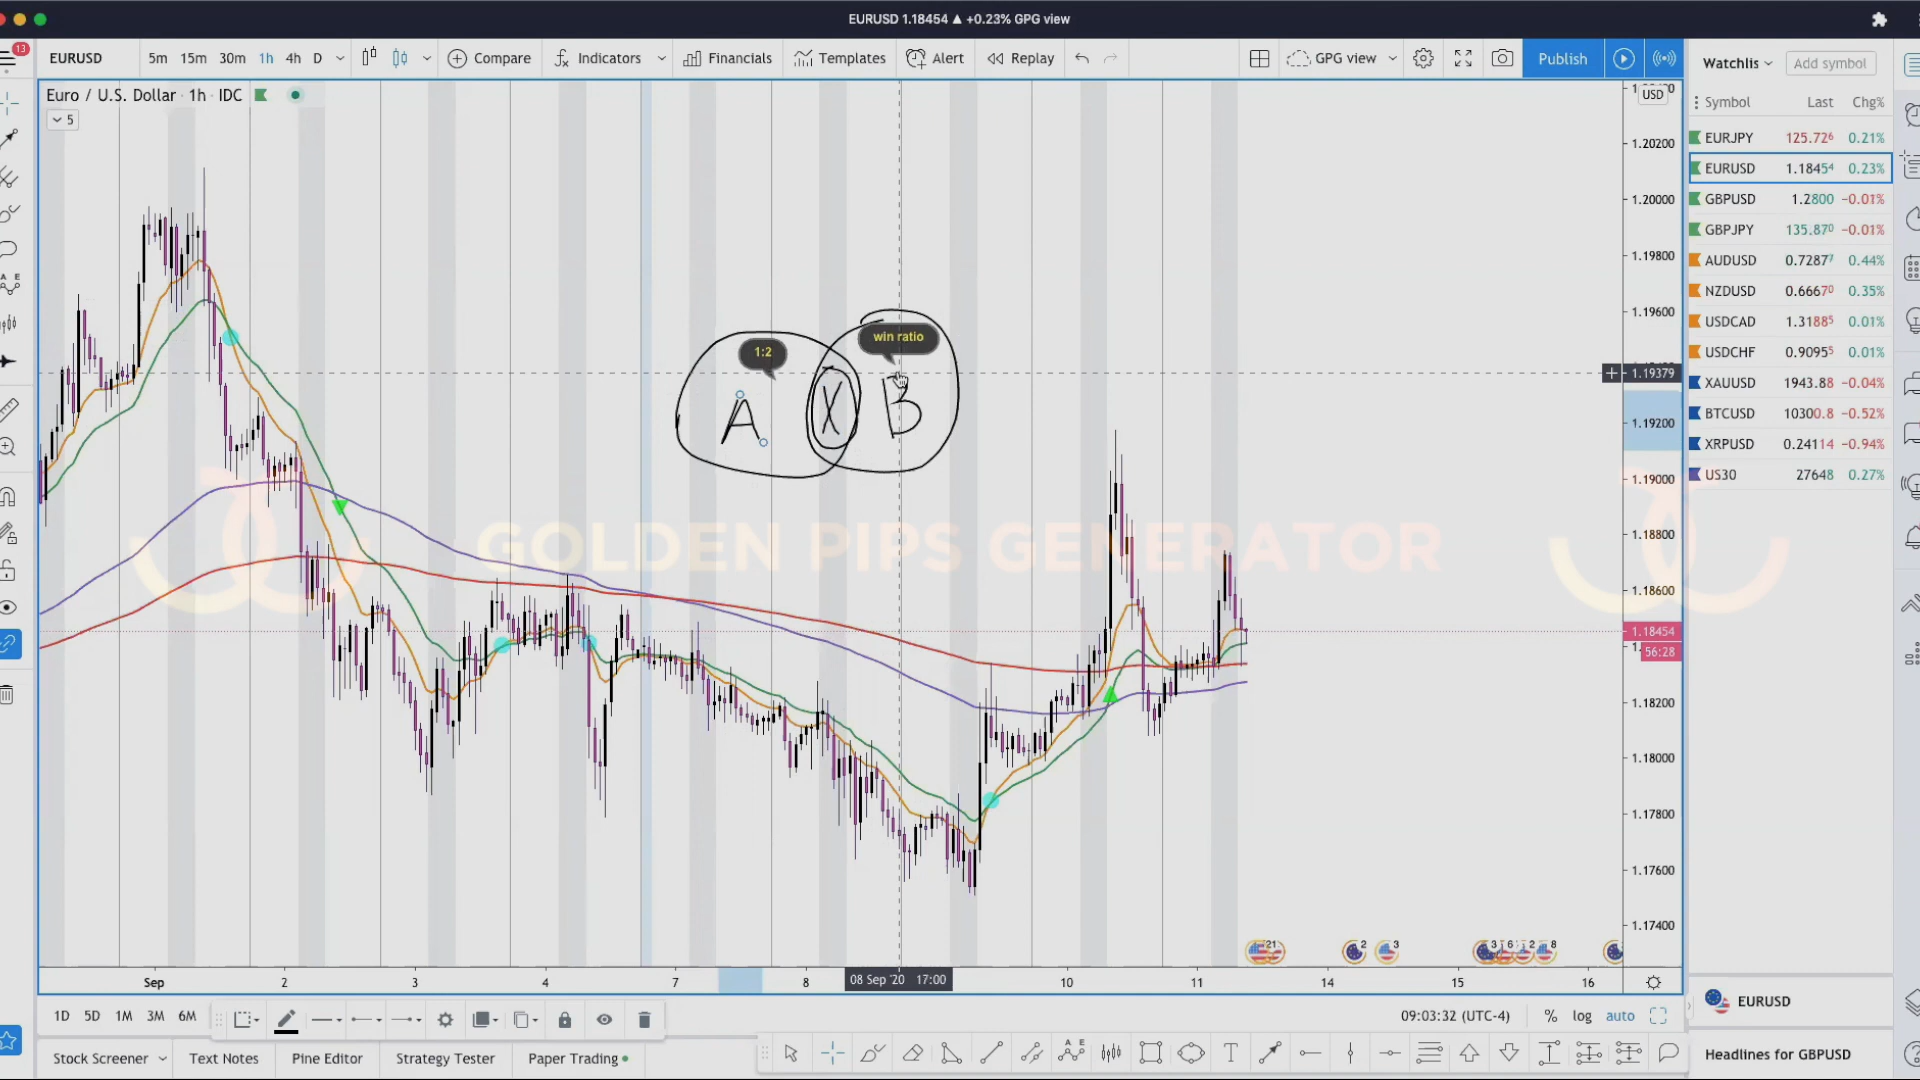 EURUSD 1.18454 ▲ +0.23% GPG view
13
EURUSD 5m 15m 30m 1h 4h D Compare Indicators Financials Templates Alert Replay GPG view Publish
Watchlis Add symbol
Euro / U.S. Dollar · 1h · IDC
5
USD
Symbol Last Chg%
EURJPY 125.726 0.21%
EURUSD 1.18454 0.23%
GBPUSD 1.2800 −0.01%
GBPJPY 135.870 −0.01%
AUDUSD 0.72877 0.44%
NZDUSD 0.66670 0.35%
USDCAD 1.31885 0.01%
USDCHF 0.90955 0.01%
XAUUSD 1943.88 −0.04%
BTCUSD 10300.8 −0.52%
XRPUSD 0.24114 −0.94%
US30 27648 0.27%
1.20200
1.20000
1.19800
1.19600
1.19379
1.19200
1.19000
1.18800
1.18600
1.18454
56:28
1.18200
1.18000
1.17800
1.17600
1.17400
1:2
win ratio
A X B
GOLDEN PIPS GENERATOR
21 2 3 3 6 2 8
Sep 2 3 4 7 8 08 Sep '20 17:00 10 11 14 15 16
1D 5D 1M 3M 6M
09:03:32 (UTC-4) % log auto
EURUSD
Stock Screener Text Notes Pine Editor Strategy Tester Paper Trading
Headlines for GBPUSD